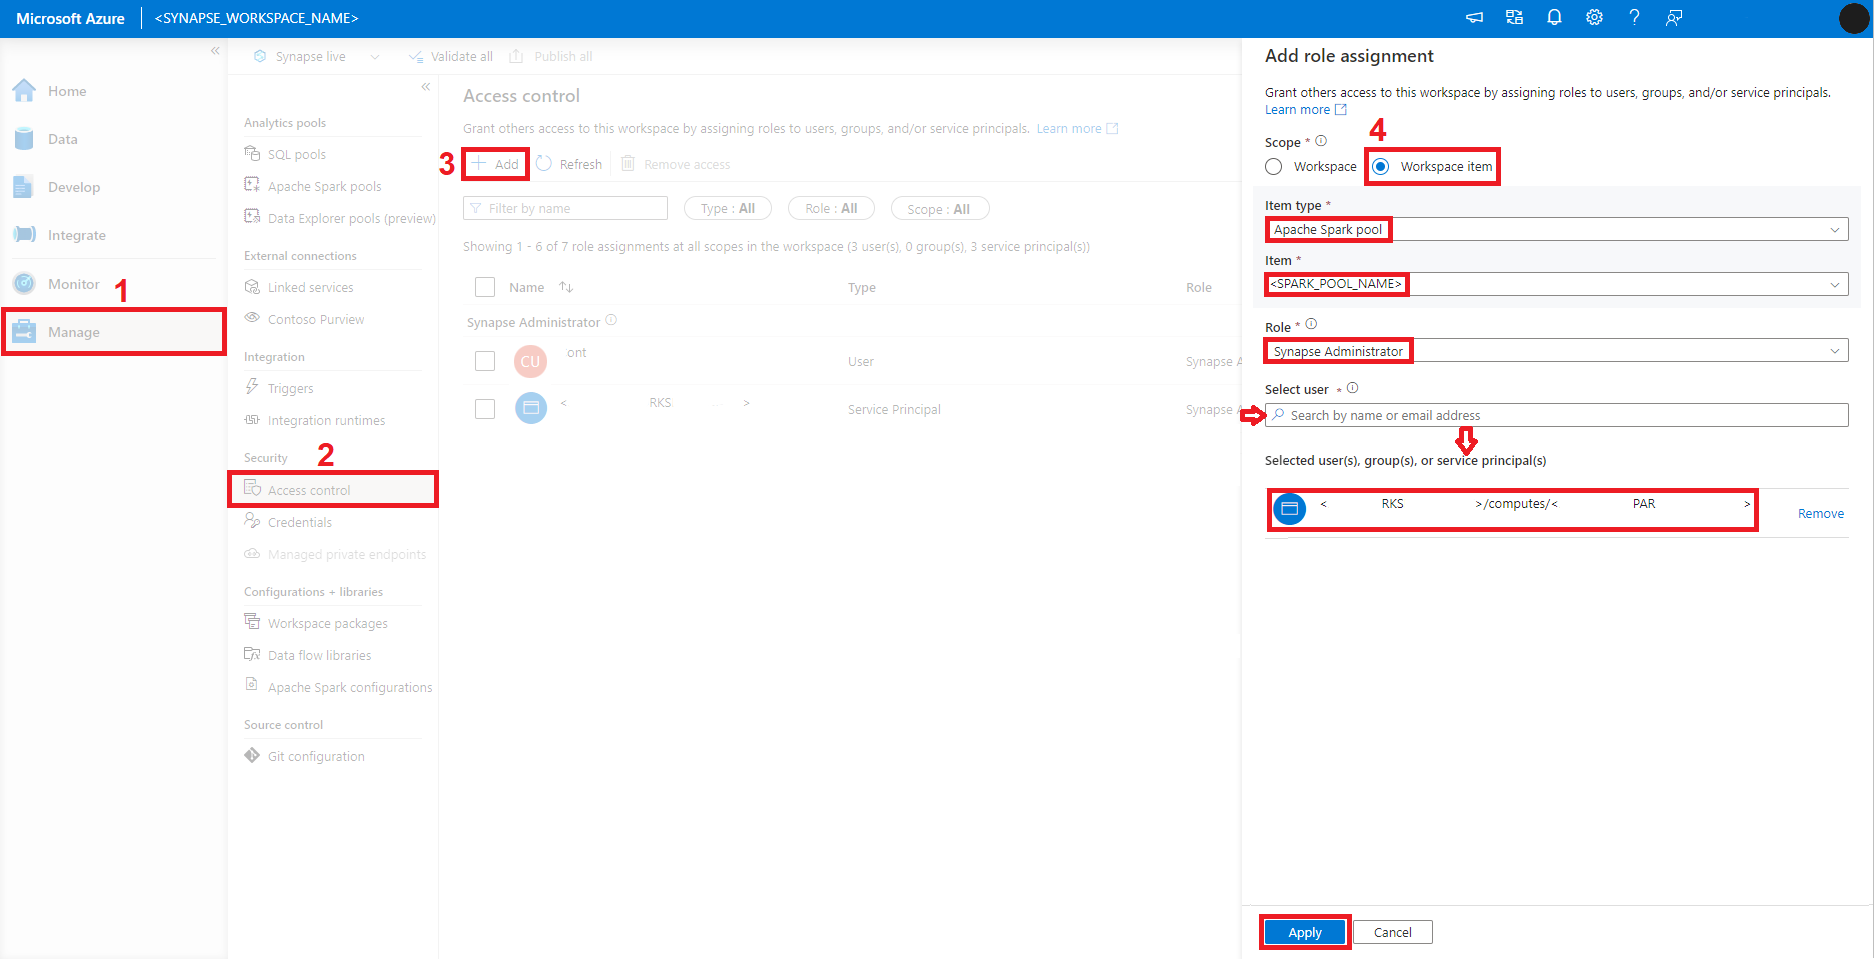 Microsoft Azure <SYNAPSE_WORKSPACE_NAME>
Home
Data
Develop
Integrate
Monitor 1
Manage
Synapse live Validate all Publish all
Analytics pools
SQL pools
Apache Spark pools
Data Explorer pools (preview)
External connections
Linked services
Contoso Purview
Integration
Triggers
Integration runtimes
Security 2
Access control
Credentials
Managed private endpoints
Configurations + libraries
Workspace packages
Data flow libraries
Apache Spark configurations
Source control
Git configuration
Access control
Grant others access to this workspace by assigning roles to users, groups, and/or service principals. Learn more
3 Add Refresh Remove access
Filter by name Type : All Role : All Scope : All
Showing 1 - 6 of 7 role assignments at all scopes in the workspace (3 user(s), 0 group(s), 3 service principal(s))
Name Type Role
Synapse Administrator
CU ont User Synapse A
< RKS > Service Principal Synapse A
Add role assignment
Grant others access to this workspace by assigning roles to users, groups, and/or service principals.
Learn more
4
Scope *
Workspace Workspace item
Item type *
Apache Spark pool
Item *
<SPARK_POOL_NAME>
Role *
Synapse Administrator
Select user *
Search by name or email address
Selected user(s), group(s), or service principal(s)
< RKS >/computes/< PAR > Remove
Apply Cancel